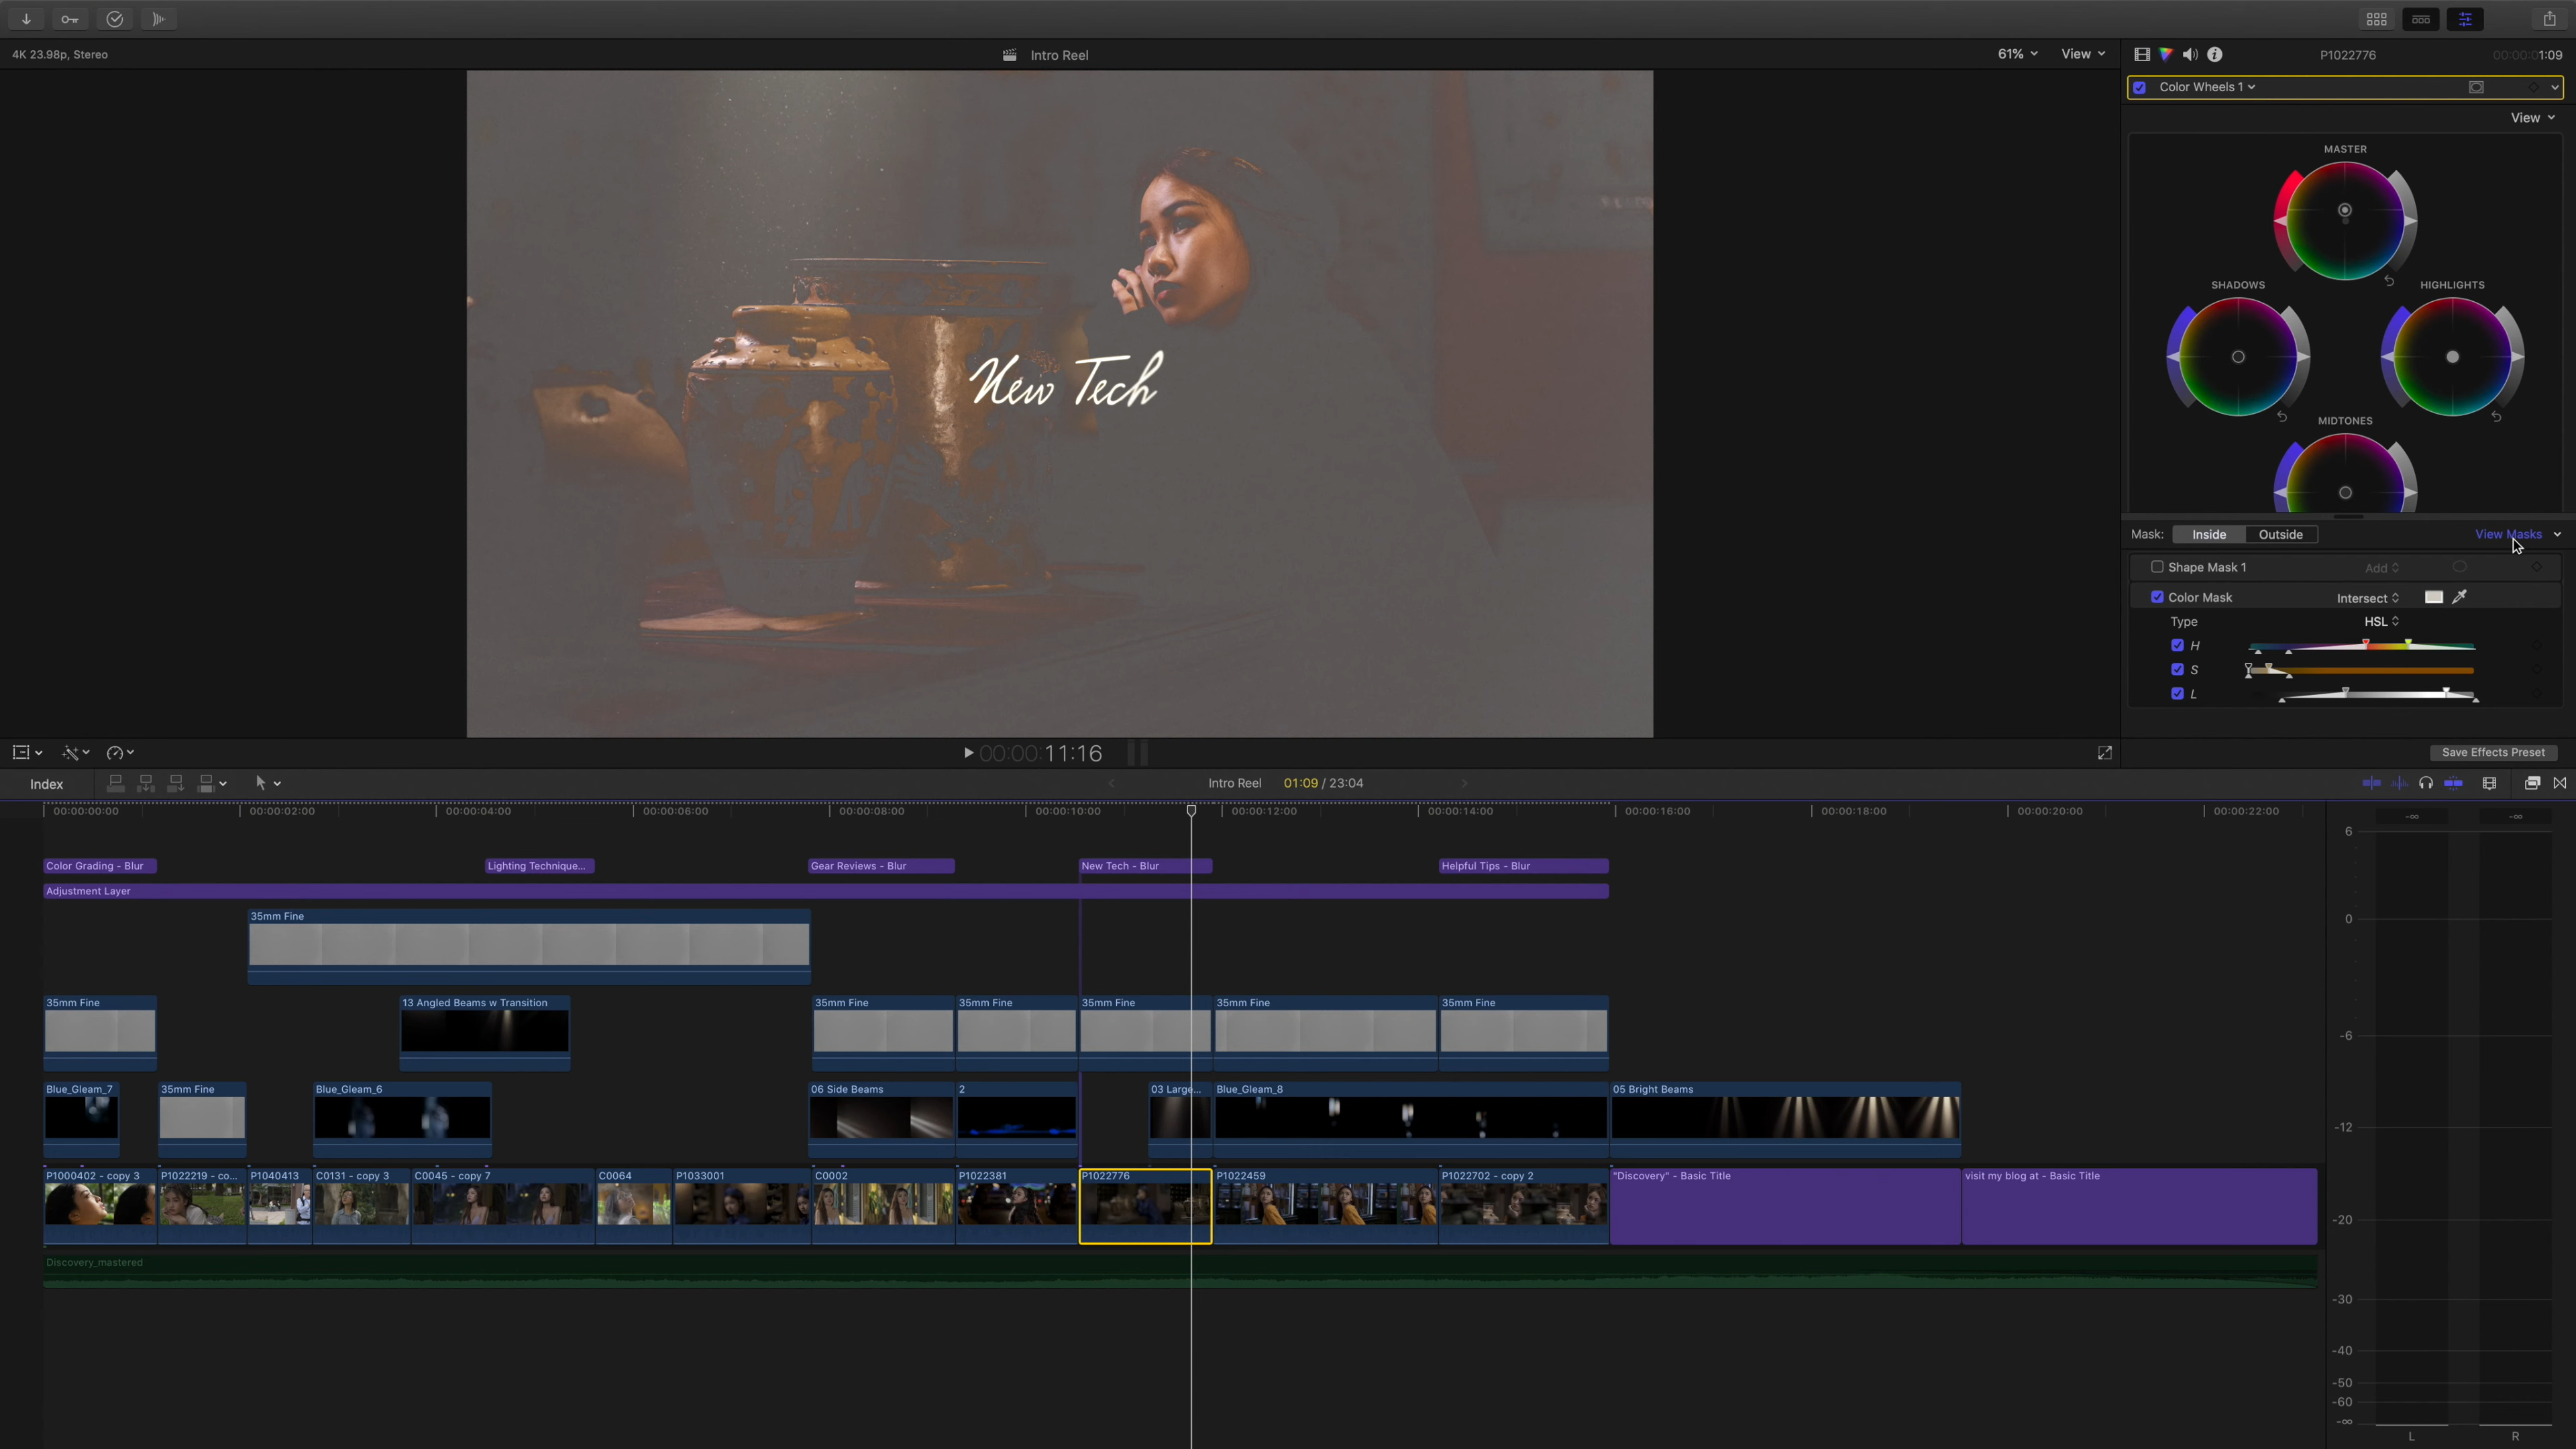 4K 23.98p, Stereo
Intro Reel
61%
View
P1022776
00:00:01:09
Color Wheels 1
View
MASTER
SHADOWS
HIGHLIGHTS
MIDTONES
New Tech
Mask:
Inside
Outside
View Masks
Shape Mask 1
Add
Color Mask
Intersect
Type
HSL
H
S
L
00:00:11:16
Save Effects Preset
Index
Intro Reel
01:09 / 23:04
00:00:00:00
00:00:02:00
00:00:04:00
00:00:06:00
00:00:08:00
00:00:10:00
00:00:12:00
00:00:14:00
00:00:16:00
00:00:18:00
00:00:20:00
00:00:22:00
Color Grading - Blur
Lighting Technique...
Gear Reviews - Blur
New Tech - Blur
Helpful Tips - Blur
Adjustment Layer
35mm Fine
35mm Fine
13 Angled Beams w Transition
35mm Fine
35mm Fine
35mm Fine
35mm Fine
35mm Fine
Blue_Gleam_7
35mm Fine
Blue_Gleam_6
06 Side Beams
2
03 Large...
Blue_Gleam_8
05 Bright Beams
P1000402 - copy 3
P1022219 - co...
P1040413
C0131 - copy 3
C0045 - copy 7
C0064
P1033001
C0002
P1022381
P1022776
P1022459
P1022702 - copy 2
"Discovery" - Basic Title
visit my blog at - Basic Title
Discovery_mastered
-∞
-∞
6
0
-6
-12
-20
-30
-40
-50
-60
-∞
L
R